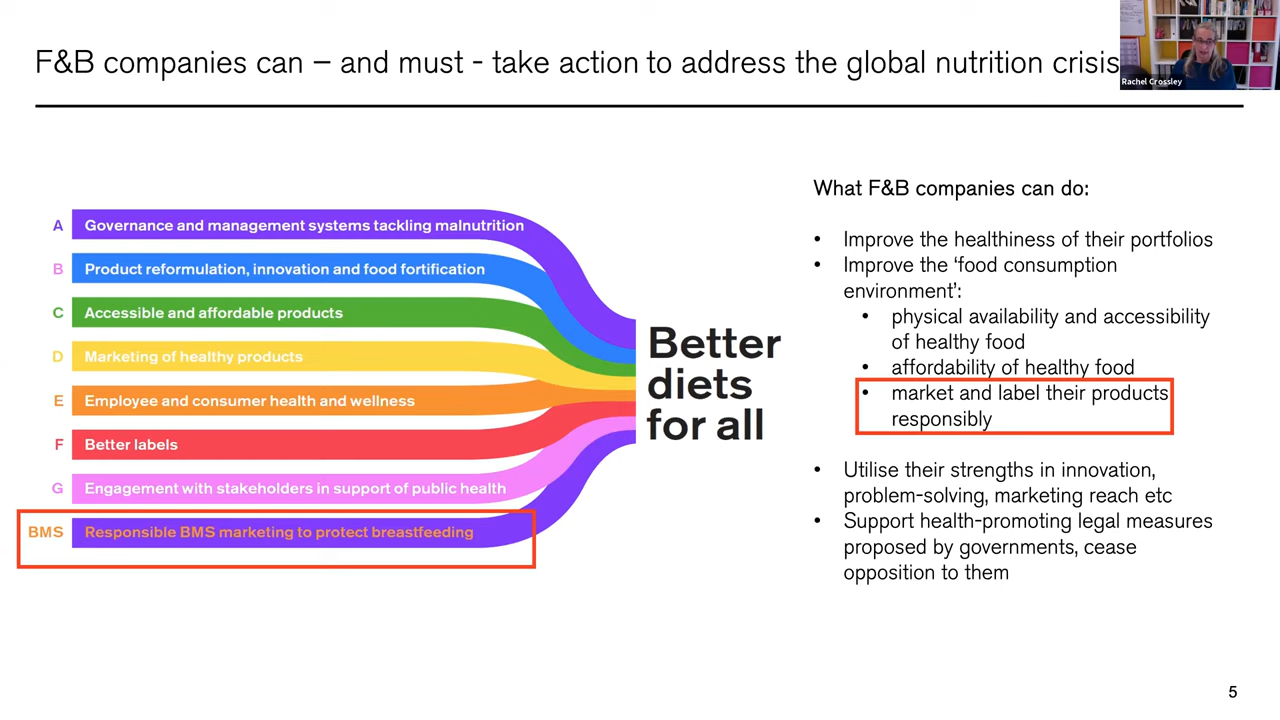 F&B companies can – and must - take action to address the global nutrition crisis
Rachel Crossley
A Governance and management systems tackling malnutrition
B Product reformulation, innovation and food fortification
C Accessible and affordable products
D Marketing of healthy products
E Employee and consumer health and wellness
F Better labels
G Engagement with stakeholders in support of public health
BMS Responsible BMS marketing to protect breastfeeding
Better
diets
for all
What F&B companies can do:
• Improve the healthiness of their portfolios
• Improve the ‘food consumption
environment’:
• physical availability and accessibility
of healthy food
• affordability of healthy food
• market and label their products
responsibly
• Utilise their strengths in innovation,
problem-solving, marketing reach etc
• Support health-promoting legal measures
proposed by governments, cease
opposition to them
5